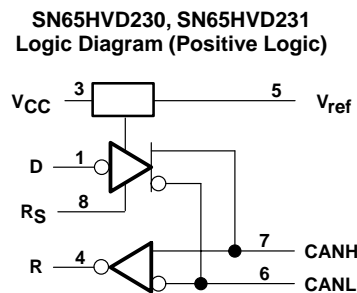 SN65HVD230, SN65HVD231
Logic Diagram (Positive Logic)
VCC 3 5 Vref
D 1
RS 8
R 4
7 CANH
6 CANL